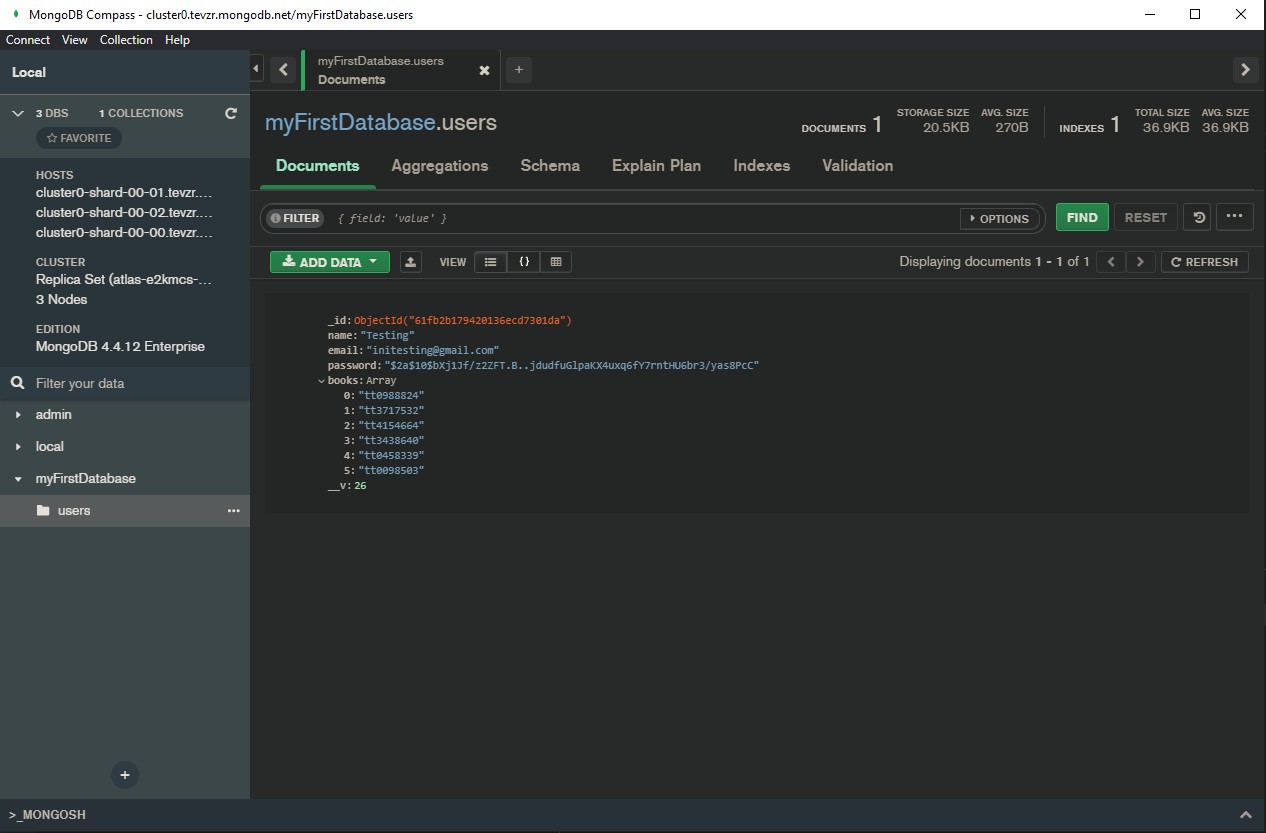 MongoDB Compass - cluster0.tevzr.mongodb.net/myFirstDatabase.users
Connect View Collection Help
Local
3 DBS 1 COLLECTIONS
FAVORITE
HOSTS
cluster0-shard-00-01.tevzr....
cluster0-shard-00-02.tevzr....
cluster0-shard-00-00.tevzr....
CLUSTER
Replica Set (atlas-e2kmcs-...
3 Nodes
EDITION
MongoDB 4.4.12 Enterprise
Filter your data
admin
local
myFirstDatabase
users
>_MONGOSH
myFirstDatabase.users
Documents
myFirstDatabase.users
DOCUMENTS 1
STORAGE SIZE
20.5KB
AVG. SIZE
270B
INDEXES 1
TOTAL SIZE
36.9KB
AVG. SIZE
36.9KB
Documents Aggregations Schema Explain Plan Indexes Validation
FILTER { field: 'value' } OPTIONS FIND RESET
ADD DATA VIEW Displaying documents 1 - 1 of 1 REFRESH
_id: ObjectId("61fb2b179420136ecd7301da")
name: "Testing"
email: "initesting@gmail.com"
password: "$2a$10$bXj1Jf/z2ZFT.B..jdudfuGlpaKX4uxq6fY7rntHU6br3/yas8PcC"
books: Array
0: "tt0988824"
1: "tt3717532"
2: "tt4154664"
3: "tt3438640"
4: "tt0458339"
5: "tt0098503"
__v: 26